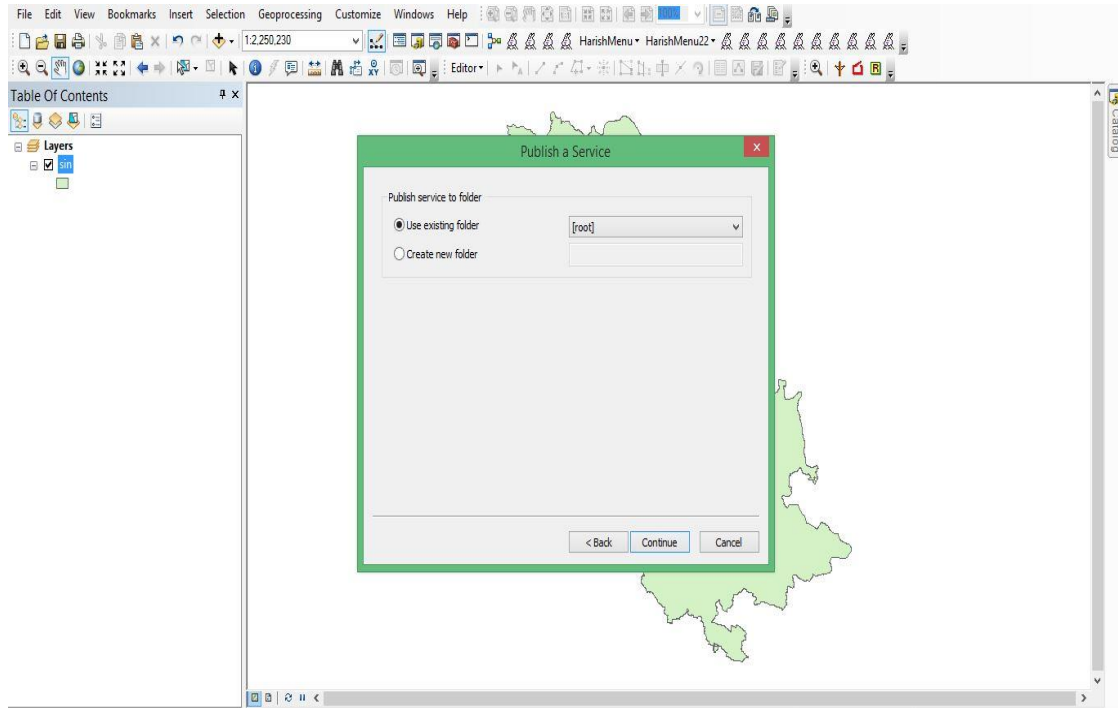 File Edit View Bookmarks Insert Selection Geoprocessing Customize Windows Help 100%
1:2,250,230 HarishMenu HarishMenu22
Editor
Table Of Contents
Layers
sin
Catalog
Publish a Service
Publish service to folder
Use existing folder [root]
Create new folder
< Back Continue Cancel